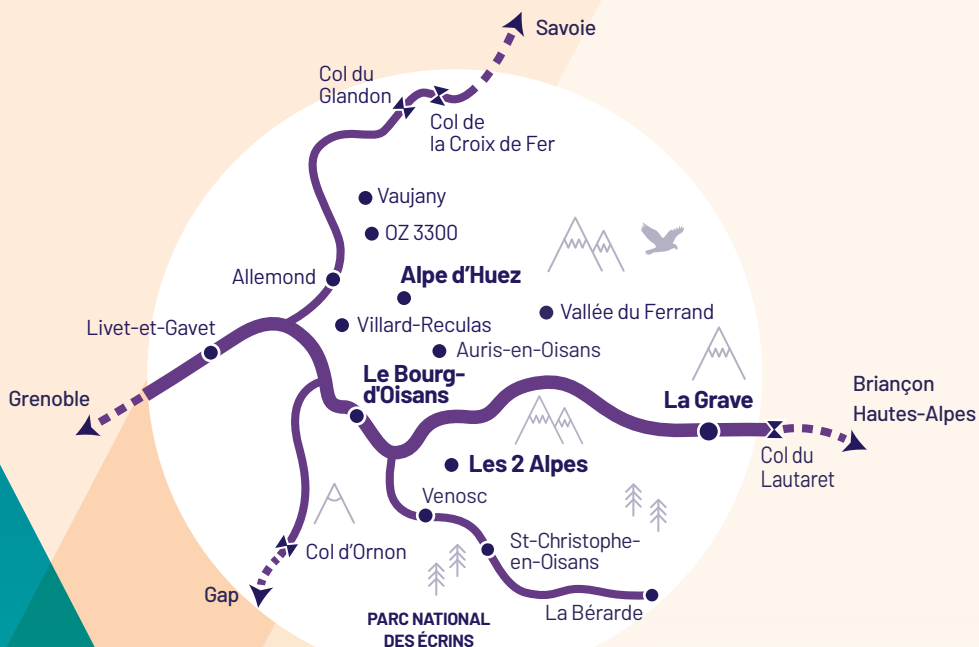 Savoie
Col du
Glandon
Col de
la Croix de Fer
Vaujany
OZ 3300
Allemond
Alpe d'Huez
Vallée du Ferrand
Livet-et-Gavet
Villard-Reculas
Auris-en-Oisans
Le Bourg-
d'Oisans
Grenoble
La Grave
Briançon
Hautes-Alpes
Col du
Lautaret
Les 2 Alpes
Venosc
Col d'Ornon
St-Christophe-
en-Oisans
Gap
La Bérarde
PARC NATIONAL
DES ÉCRINS